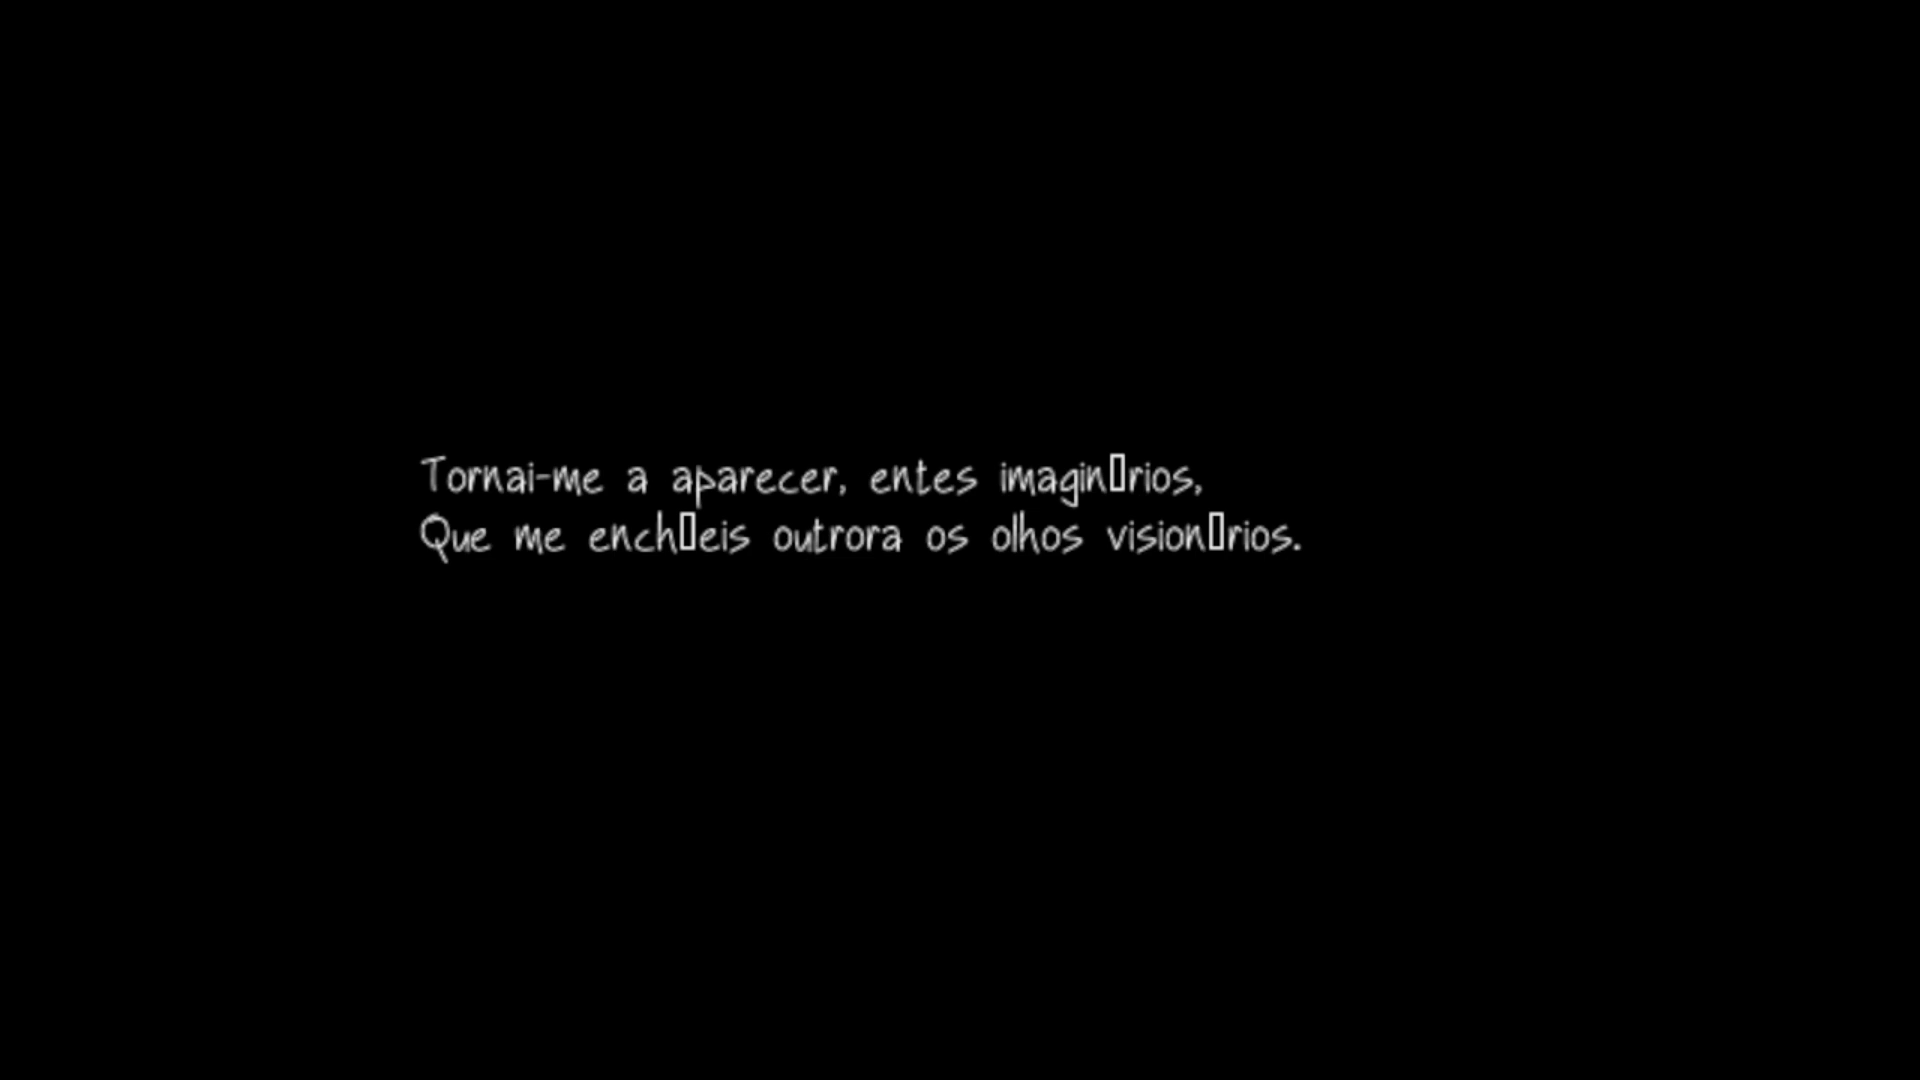 Tornai-me a aparecer, entes imagin▯rios,
Que me ench▯eis outrora os olhos vision▯rios.